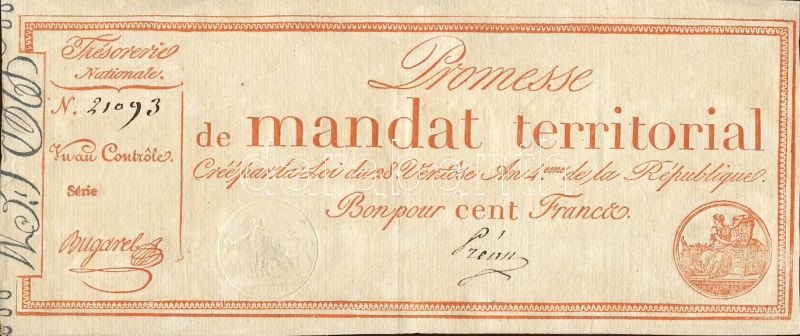 Trésorerie
Nationale.
N. 21093
Vu au Contrôle.
Série
Bugarel
Promesse
de mandat territorial
Créé par la Loi du 28 Ventôse An 4.eme de la République.
Bon pour cent Francs.